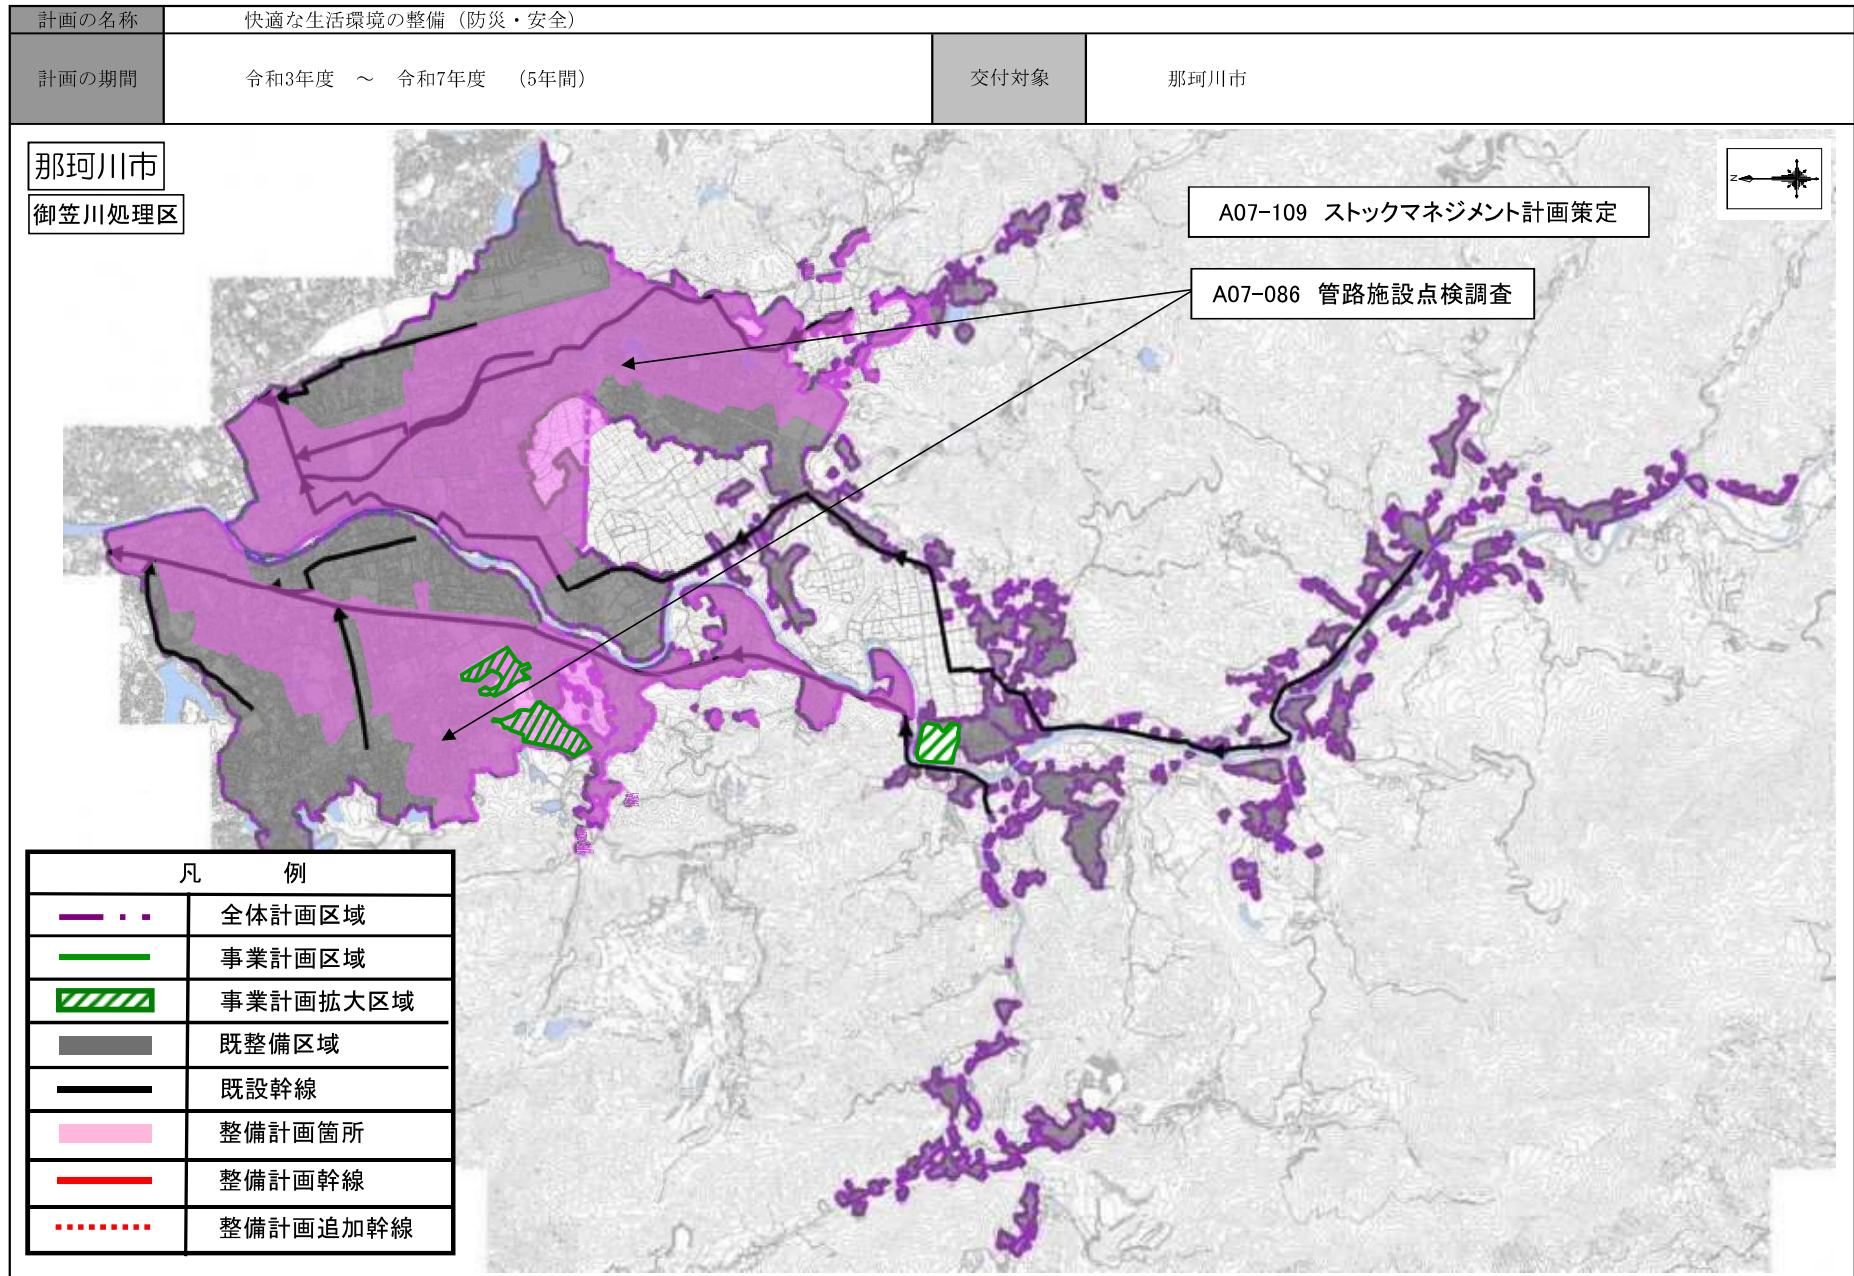 計画の名称
快適な生活環境の整備（防災・安全）
計画の期間
令和3年度　～　令和7年度　（5年間）
交付対象
那珂川市
那珂川市
御笠川処理区
N
A07-109 ストックマネジメント計画策定
A07-086 管路施設点検調査
凡　例
全体計画区域
事業計画区域
事業計画拡大区域
既整備区域
既設幹線
整備計画箇所
整備計画幹線
整備計画追加幹線